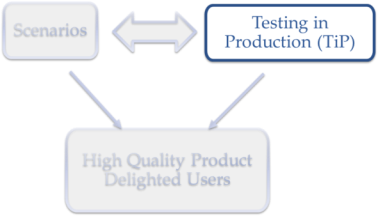 Scenarios
Testing in
Production (TiP)
High Quality Product
Delighted Users